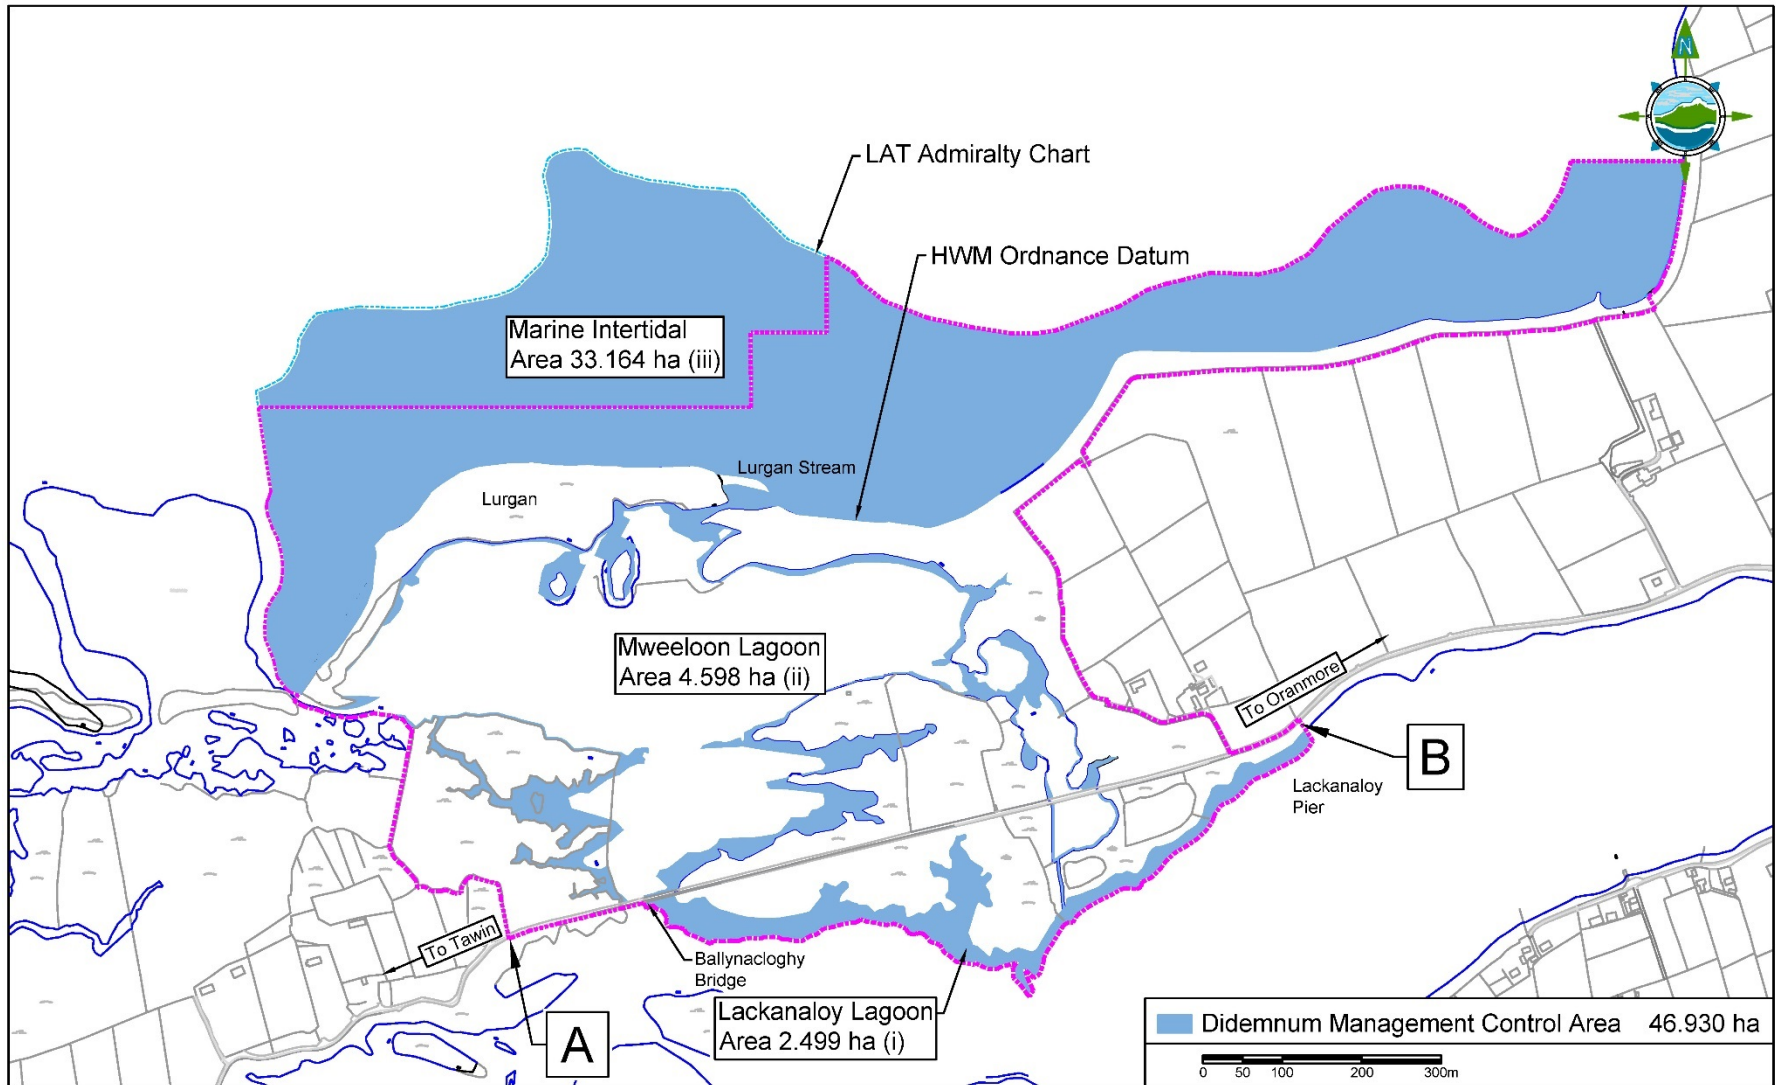 N
LAT Admiralty Chart
HWM Ordnance Datum
Marine Intertidal
Area 33.164 ha (iii)
Lurgan Stream
Lurgan
Mweeloon Lagoon
Area 4.598 ha (ii)
To Oranmore
B
Lackanaloy
Pier
To Tawin
Ballynacloghy
Bridge
A
Lackanaloy Lagoon
Area 2.499 ha (i)
Didemnum Management Control Area 46.930 ha
0 50 100 200 300m